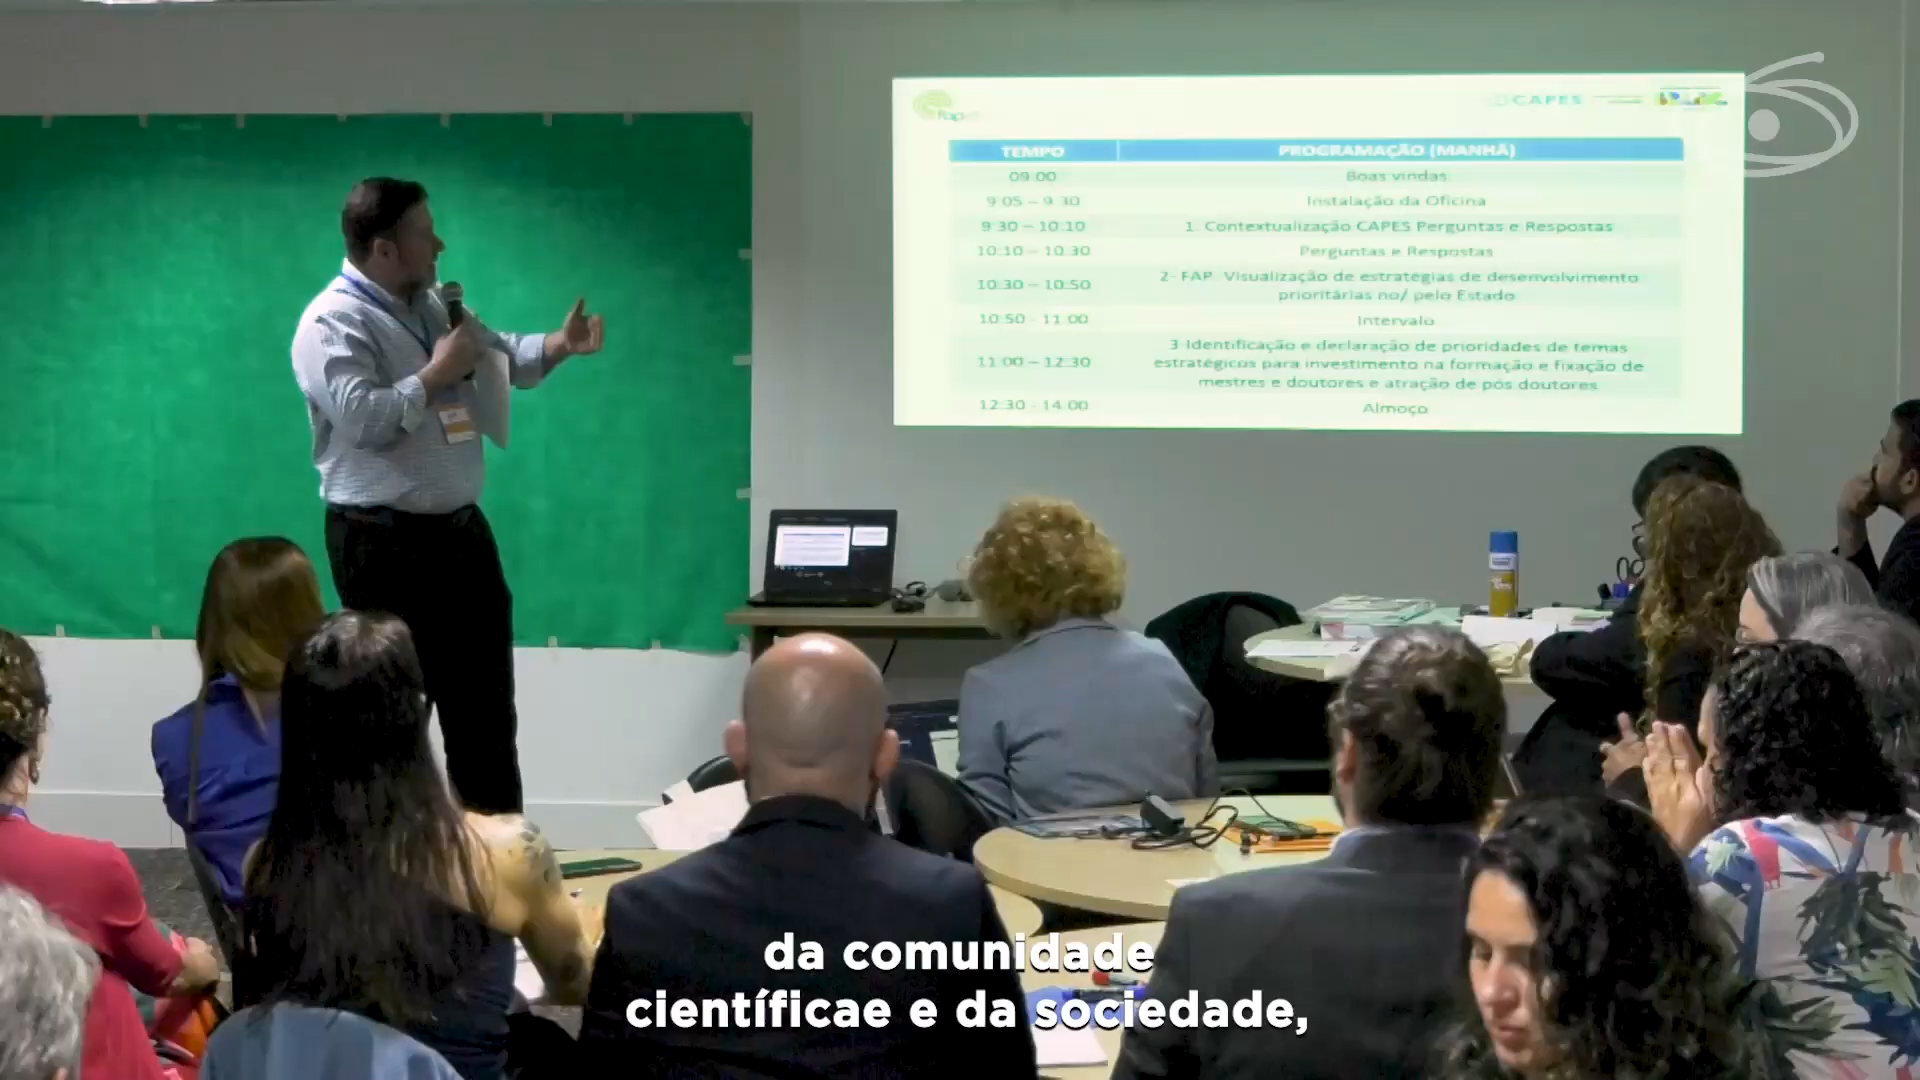 fap
CAPES
TEMPO PROGRAMAÇÃO (MANHÃ)
09:00 Boas vindas
9:05 – 9:30 Instalação da Oficina
9:30 – 10:10 1. Contextualização CAPES Perguntas e Respostas
10:10 – 10:30 Perguntas e Respostas
10:30 – 10:50 2- FAP: Visualização de estratégias de desenvolvimento
prioritárias no/ pelo Estado
10:50 - 11:00 Intervalo
11:00 – 12:30 3-Identificação e declaração de prioridades de temas
estratégicos para investimento na formação e fixação de
mestres e doutores e atração de pós doutores
12:30 - 14:00 Almoço
da comunidade
científicae e da sociedade,